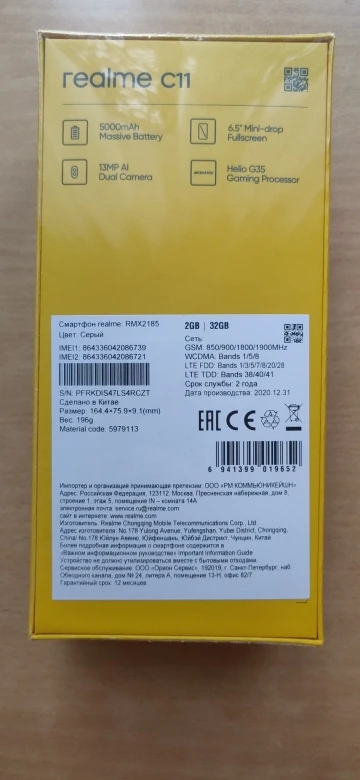 realme C11
5000mAh
Massive Battery
6.5" Mini-drop
Fullscreen
13MP AI
Dual Camera
MEDIATEK
Helio G35
Gaming Processor
Смартфон realme: RMX2185
Цвет: Серый
IMEI1: 864336042086739
IMEI2: 864336042086721
S/N: PFRKDIS47LS4RCZT
Сделано в Китае
Размер: 164.4*75.9*9.1(mm)
Вес: 196g
Material code: 5979113
2GB | 32GB
Сеть:
GSM: 850/900/1800/1900MHz
WCDMA: Bands 1/5/8
LTE FDD: Bands 1/3/5/7/8/20/28
LTE TDD: Bands 38/40/41
Срок службы: 2 года
Дата производства: 2020.12.31
EAC CE
6 941399 019652
Импортер и организация принимающая претензии: ООО «РМ КОММЬЮНИКЕЙШН»
Адрес: Российская Федерация, 123112, Москва, Пресненская набережная, дом 8,
строение 1, этаж 5, помещение IN – комната 14А
электронная почта: service.ru@realme.com
сайт в интернете: www.realme.com
Изготовитель: Realme Chongqing Mobile Telecommunications Corp., Ltd.
Адрес изготовителя: No.178 Yulong Avenue, Yufengshan, Yubei District, Chongqing,
China/ No.178 Юйлун Авеню, Юйфеншань, Юйбэй Дистрикт, Чунцин, Китай
Более подробная информация о смартфоне содержится в
«Важном информационном руководстве» Important Information Guide
Устройство не должно утилизироваться вместе с бытовыми отходами.
Сервисное обслуживание: ООО «Орион Сервис», 192019, г. Санкт-Петербург, наб
Обводного канала, дом № 24, литера А, помещение 13-Н, офис 82/7
Гарантийный срок: 12 месяцев